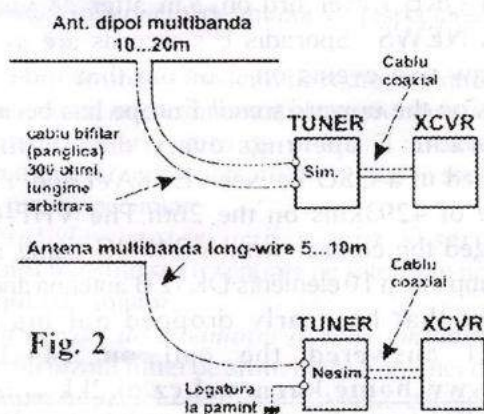 Ant. dipol multibanda
10...20m
Cablu
coaxial
TUNER XCVR
cablu bifilar
(panglica)
300 ohmi
lungime
arbitrara
Sim.
Antena multibanda long-wire 5...10m
Cablu
coaxial
TUNER XCVR
Fig. 2
Nesim.
Legatura
la pamint